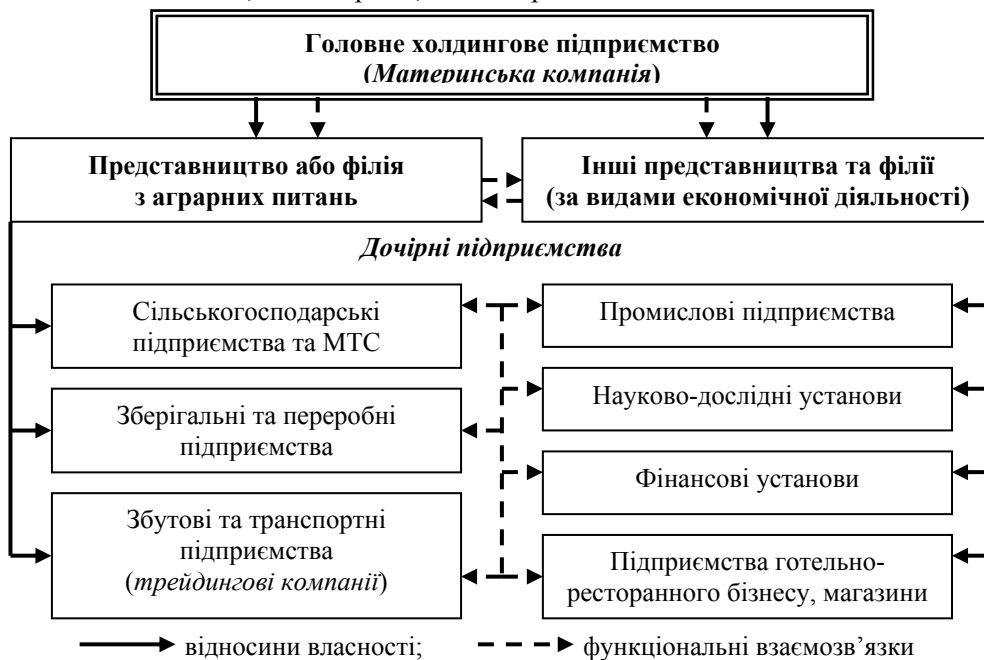 Головне холдингове підприємство
(Материнська компанія)
Представництво або філія
з аграрних питань
Інші представництва та філії
(за видами економічної діяльності)
Дочірні підприємства
Сільськогосподарські
підприємства та МТС
Зберігальні та переробні
підприємства
Збутові та транспортні
підприємства
(трейдингові компанії)
Промислові підприємства
Науково-дослідні установи
Фінансові установи
Підприємства готельно-
ресторанного бізнесу, магазини
відносини власності;
функціональні взаємозв’язки